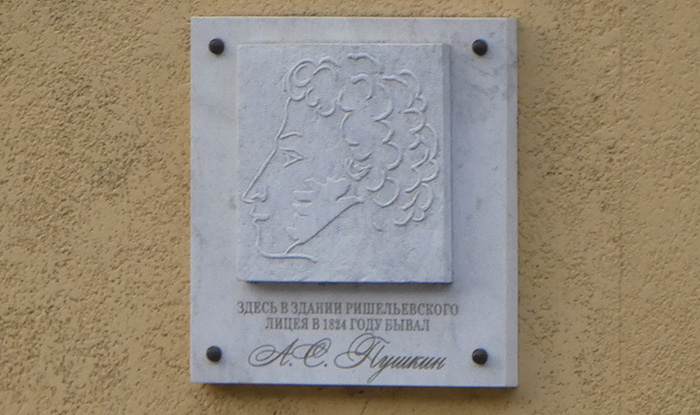 ЗДЕСЬ В ЗДАНИИ РИШЕЛЬЕВСКОГО
ЛИЦЕЯ В 1824 ГОДУ БЫВАЛ
А. С. Пушкин